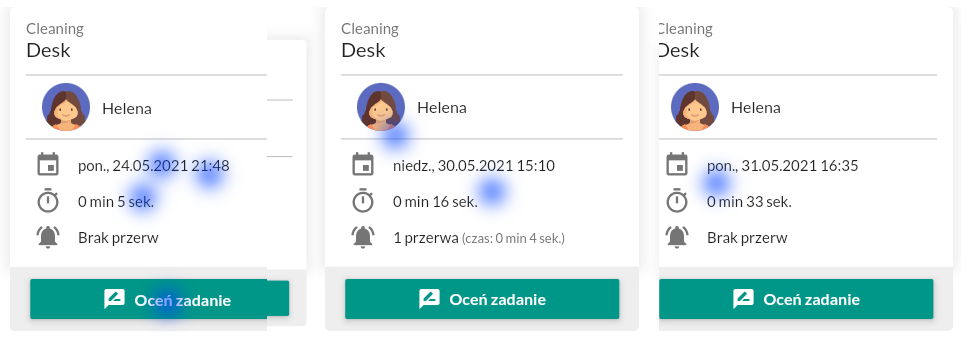 Cleaning
Desk
Helena
pon., 24.05.2021 21:48
0 min 5 sek.
Brak przerw
Oceń zadanie
Cleaning
Desk
Helena
niedz., 30.05.2021 15:10
0 min 16 sek.
1 przerwa (czas: 0 min 4 sek.)
Oceń zadanie
Cleaning
Desk
Helena
pon., 31.05.2021 16:35
0 min 33 sek.
Brak przerw
Oceń zadanie